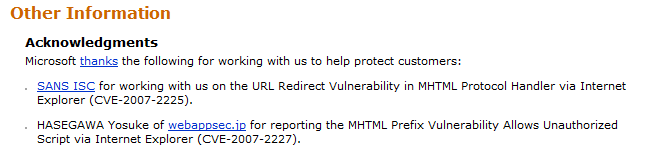 Other Information
Acknowledgments
Microsoft thanks the following for working with us to help protect customers:
. SANS ISC for working with us on the URL Redirect Vulnerability in MHTML Protocol Handler via Internet
Explorer (CVE-2007-2225).
. HASEGAWA Yosuke of webappsec.jp for reporting the MHTML Prefix Vulnerability Allows Unauthorized
Script via Internet Explorer (CVE-2007-2227).